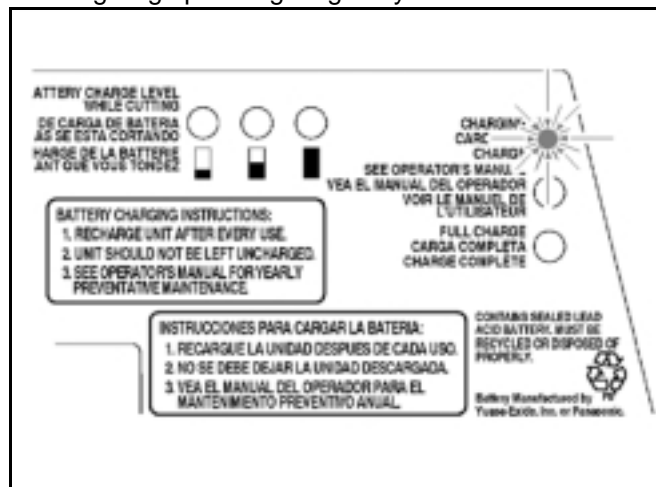 ATTERY CHARGE LEVEL
WHILE CUTTING
DE CARGA DE BATERIA
AS SE ESTA CORTANDO
HARGE DE LA BATTERIE
ANT QUE VOUS TONDEZ
CHARGIN
CARG
CHARG
SEE OPERATOR'S MANU
VEA EL MANUAL DEL OPERADOR
VOIR LE MANUEL DE
L'UTILISATEUR
FULL CHARGE
CARGA COMPLETA
CHARGE COMPLÈTE
BATTERY CHARGING INSTRUCTIONS:
1. RECHARGE UNIT AFTER EVERY USE.
2. UNIT SHOULD NOT BE LEFT UNCHARGED.
3. SEE OPERATOR'S MANUAL FOR YEARLY
PREVENTATIVE MAINTENANCE.
INSTRUCCIONES PARA CARGAR LA BATERIA:
1. RECARGUE LA UNIDAD DESPUES DE CADA USO.
2. NO SE DEBE DEJAR LA UNIDAD DESCARGADA.
3. VEA EL MANUAL DEL OPERADOR PARA EL
MANTENIMIENTO PREVENTIVO ANUAL.
CONTAINS SEALED LEAD
ACID BATTERY. MUST BE
RECYCLED OR DISPOSED OF
PROPERLY.
Battery Manufactured by
Yuasa-Exide, Inc. or Panasonic.